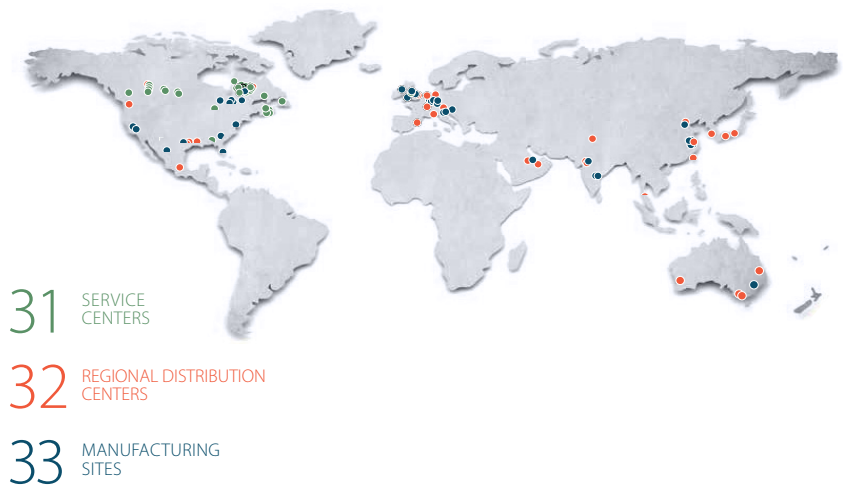 31 SERVICE
CENTERS
32 REGIONAL DISTRIBUTION
CENTERS
33 MANUFACTURING
SITES